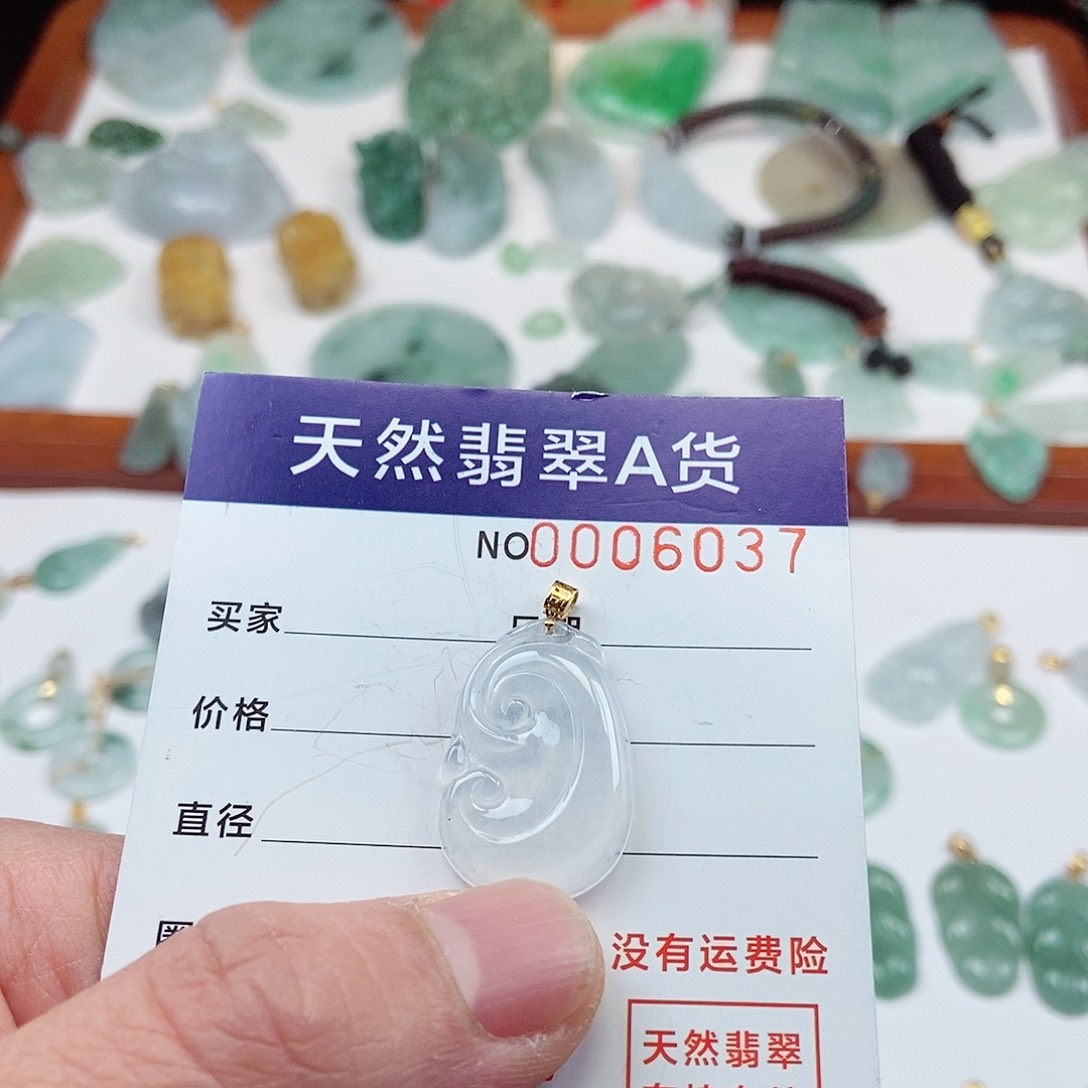 天然翡翠A货
NO0006037
买家
价格
直径
没有运费险
天然翡翠